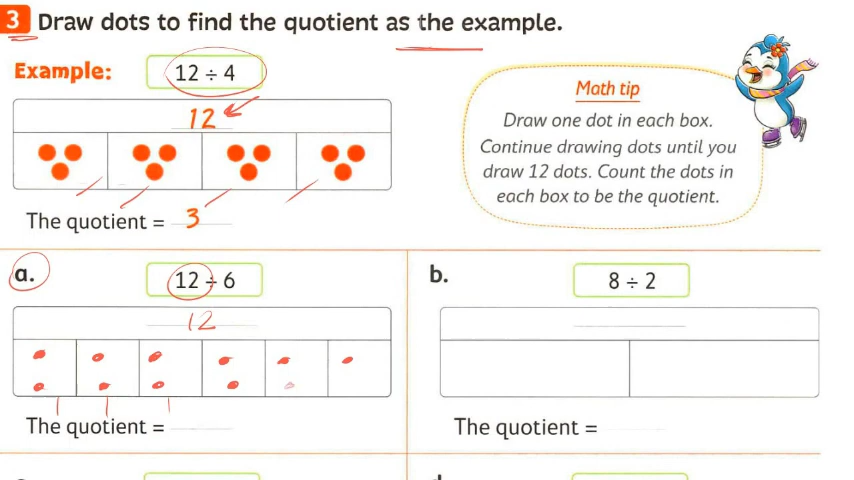 3 Draw dots to find the quotient as the example.
Example:
12 ÷ 4
12
The quotient = 3
Math tip
Draw one dot in each box.
Continue drawing dots until you
draw 12 dots. Count the dots in
each box to be the quotient.
a.
12 ÷ 6
12
The quotient =
b.
8 ÷ 2
The quotient =